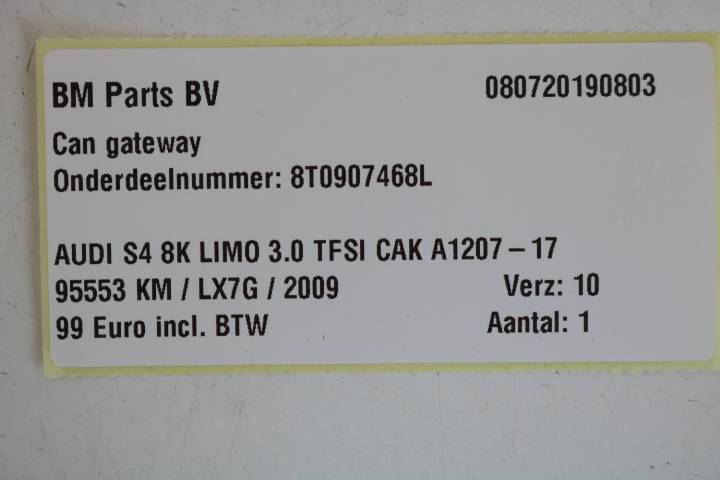 BM Parts BV 080720190803
Can gateway
Onderdeelnummer: 8T0907468L
AUDI S4 8K LIMO 3.0 TFSI CAK A1207 – 17
95553 KM / LX7G / 2009 Verz: 10
99 Euro incl. BTW Aantal: 1